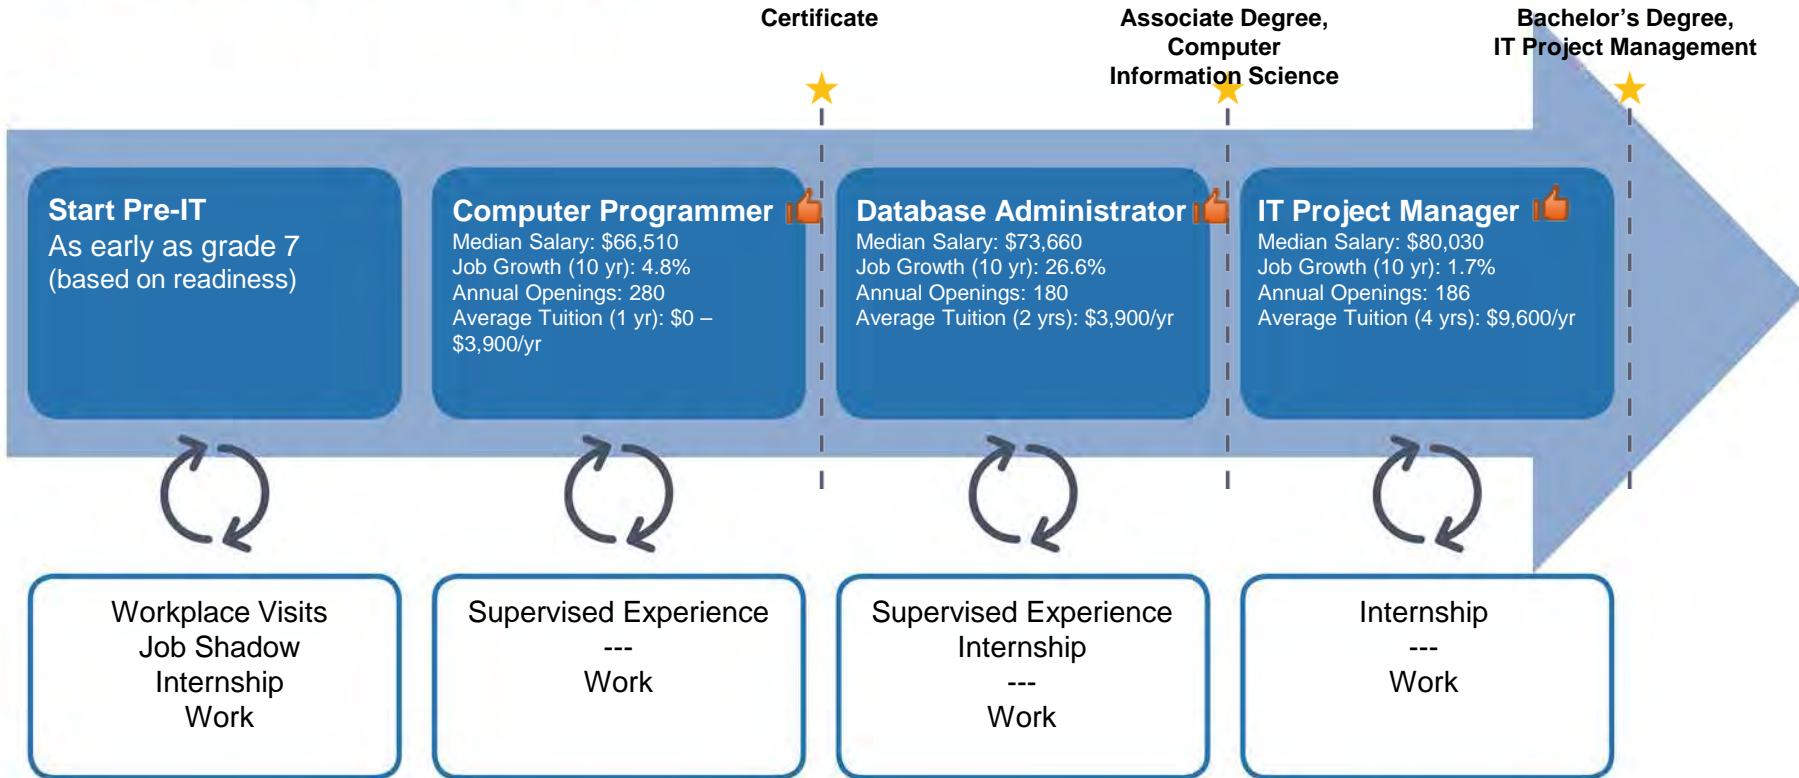 Certificate
Associate Degree,
Computer
Information Science
Bachelor’s Degree,
IT Project Management
Start Pre-IT
As early as grade 7
(based on readiness)
Computer Programmer
Median Salary: $66,510
Job Growth (10 yr): 4.8%
Annual Openings: 280
Average Tuition (1 yr): $0 –
$3,900/yr
Database Administrator
Median Salary: $73,660
Job Growth (10 yr): 26.6%
Annual Openings: 180
Average Tuition (2 yrs): $3,900/yr
IT Project Manager
Median Salary: $80,030
Job Growth (10 yr): 1.7%
Annual Openings: 186
Average Tuition (4 yrs): $9,600/yr
Workplace Visits
Job Shadow
Internship
Work
Supervised Experience
---
Work
Supervised Experience
Internship
---
Work
Internship
---
Work